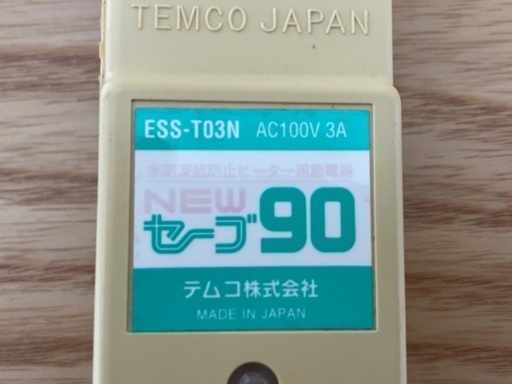 TEMCO JAPAN
ESS-T03N AC100V 3A
水道凍結防止ヒーター用節電器
NEW
セーブ90
テムコ株式会社
MADE IN JAPAN